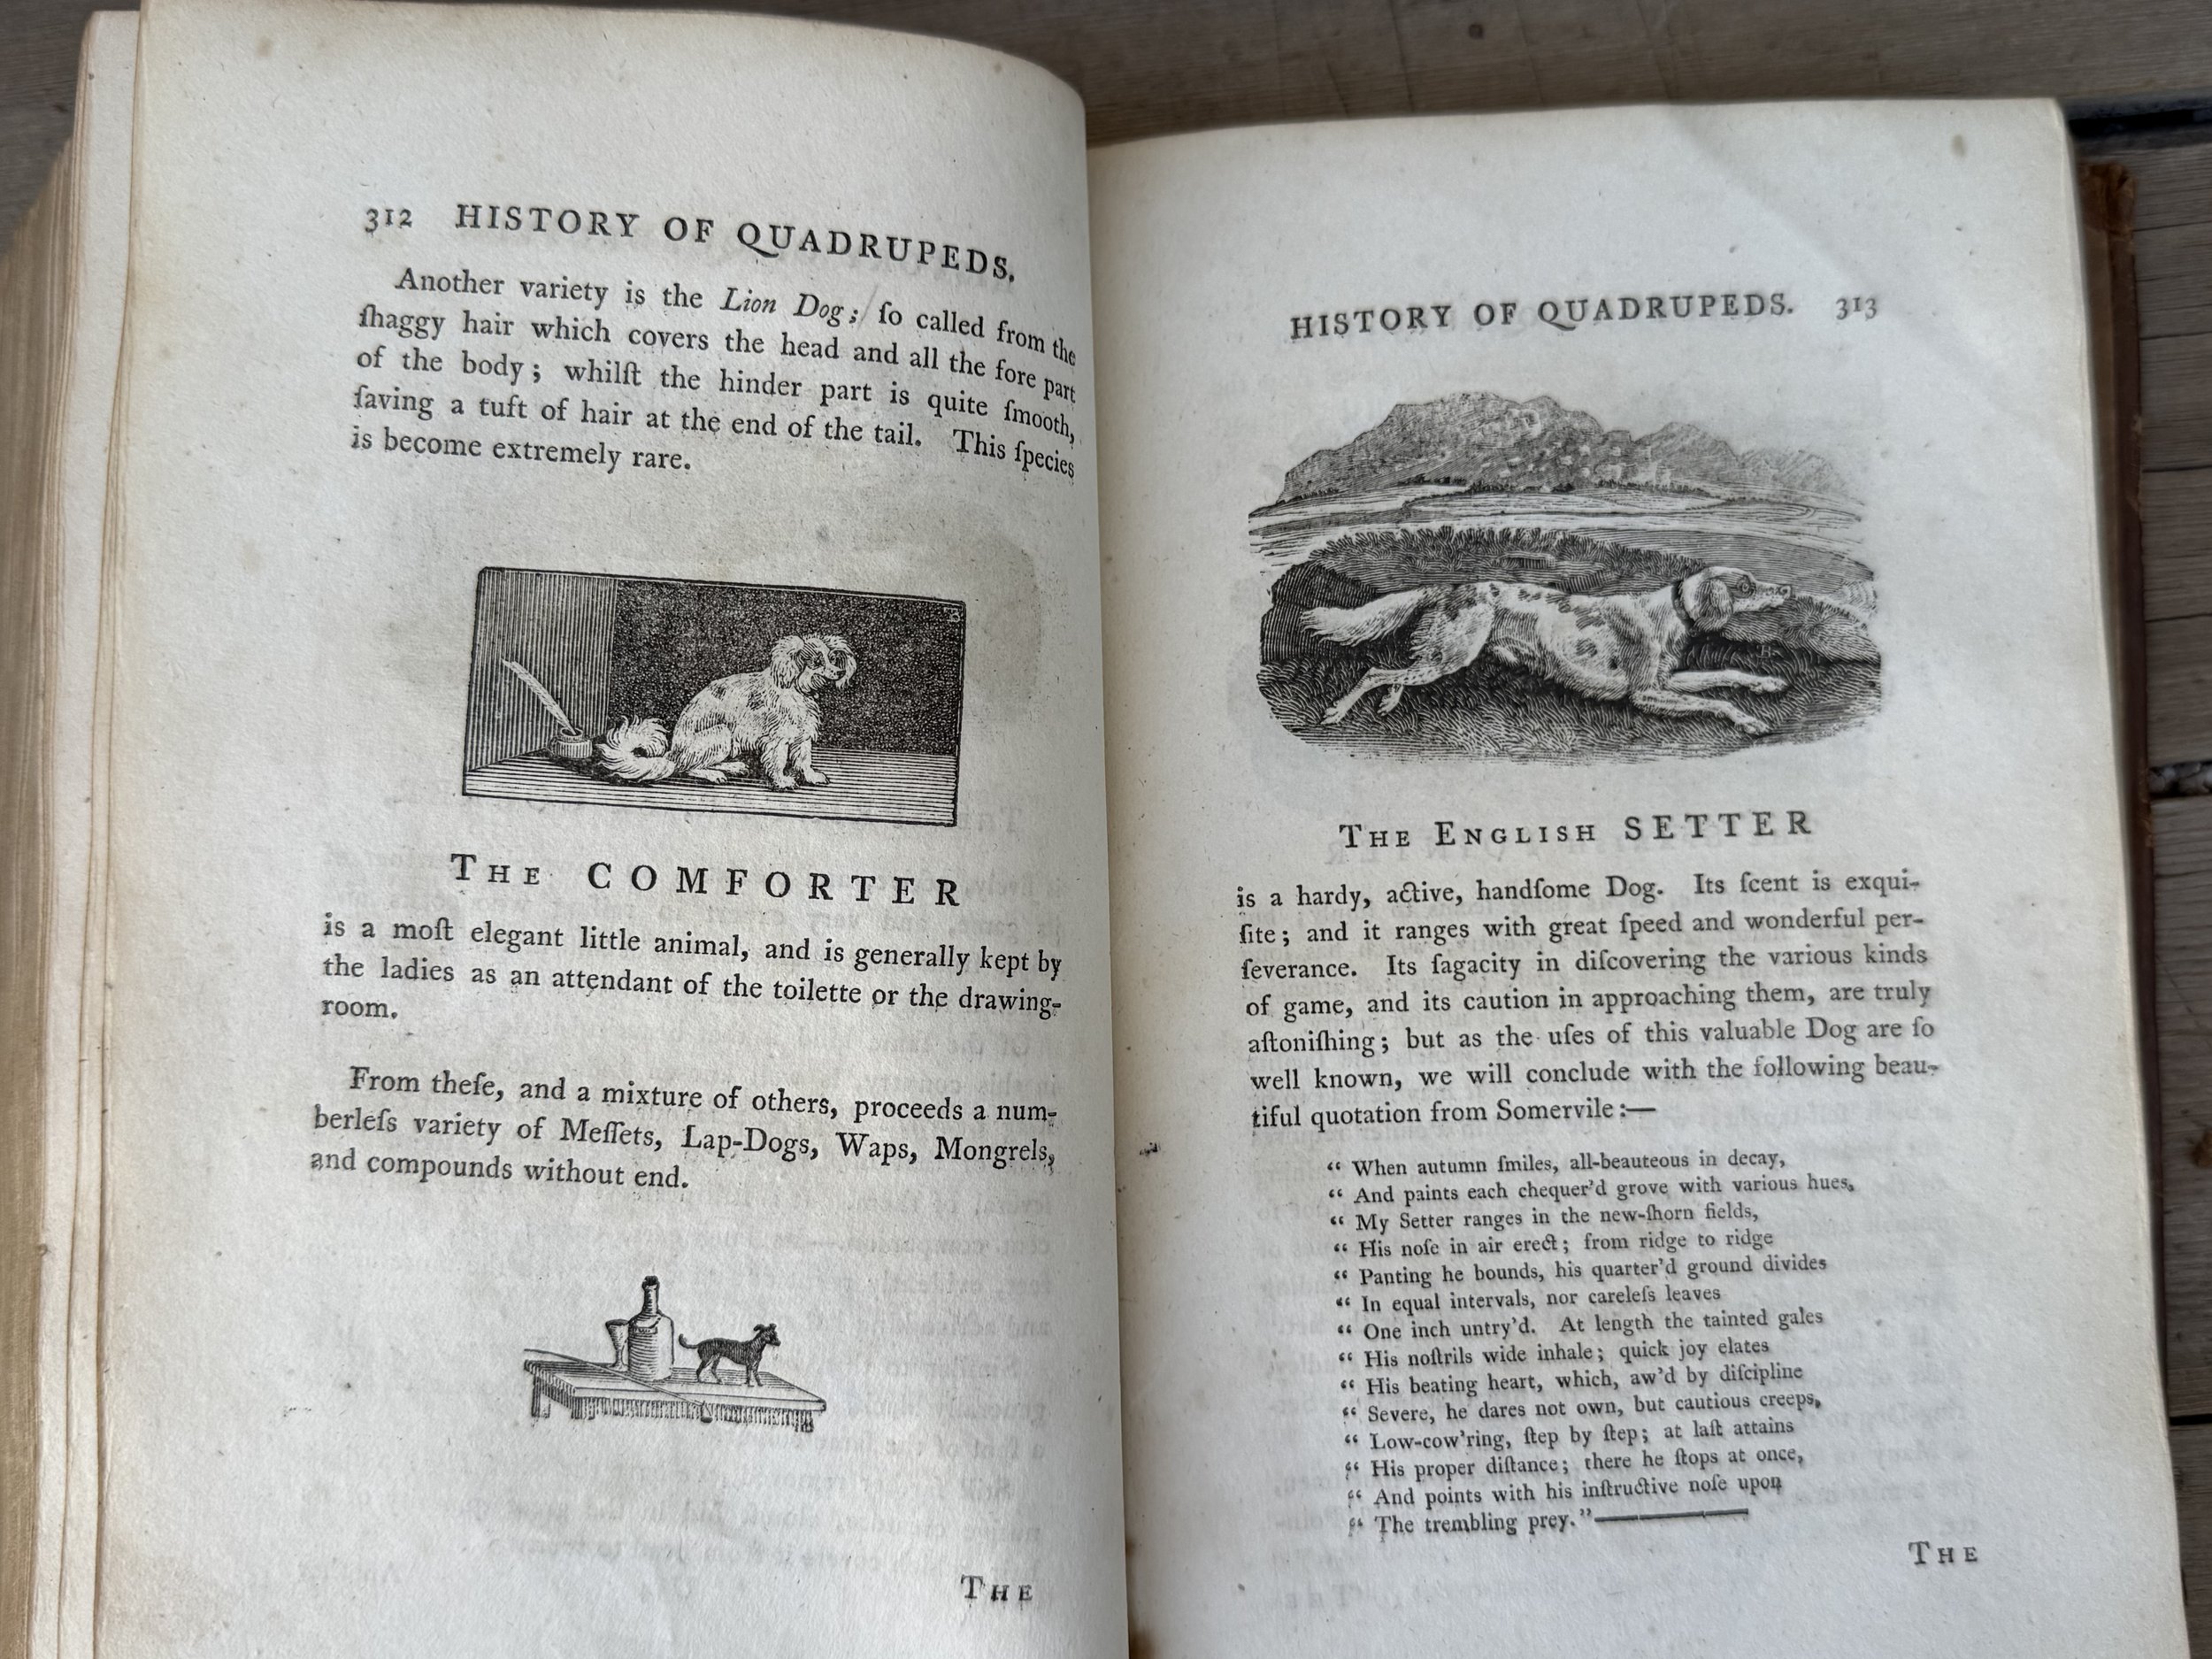 312 HISTORY OF QUADRUPEDS.
Another variety is the Lion Dog; ſo called from the
ſhaggy hair which covers the head and all the fore part
of the body; whilſt the hinder part is quite ſmooth,
ſaving a tuft of hair at the end of the tail. This ſpecies
is become extremely rare.
THE COMFORTER
is a moſt elegant little animal, and is generally kept by
the ladies as an attendant of the toilette or the drawing-
room.
From theſe, and a mixture of others, proceeds a num-
berleſs variety of Meſſets, Lap-Dogs, Waps, Mongrels,
and compounds without end.
THE
HISTORY OF QUADRUPEDS. 313
THE ENGLISH SETTER
is a hardy, active, handſome Dog. Its ſcent is exqui-
ſite; and it ranges with great ſpeed and wonderful per-
ſeverance. Its ſagacity in diſcovering the various kinds
of game, and its caution in approaching them, are truly
aſtoniſhing; but as the uſes of this valuable Dog are ſo
well known, we will conclude with the following beau-
tiful quotation from Somervile:—
“ When autumn ſmiles, all-beauteous in decay,
“ And paints each chequer'd grove with various hues,
“ My Setter ranges in the new-ſhorn fields,
“ His noſe in air erect; from ridge to ridge
“ Panting he bounds, his quarter'd ground divides
“ In equal intervals, nor careleſs leaves
“ One inch untry'd. At length the tainted gales
“ His noſtrils wide inhale; quick joy elates
“ His beating heart, which, aw'd by diſcipline
“ Severe, he dares not own, but cautious creeps,
“ Low-cow'ring, ſtep by ſtep; at laſt attains
“ His proper diſtance; there he ſtops at once,
“ And points with his inſtructive noſe upon
“ The trembling prey.”———
THE